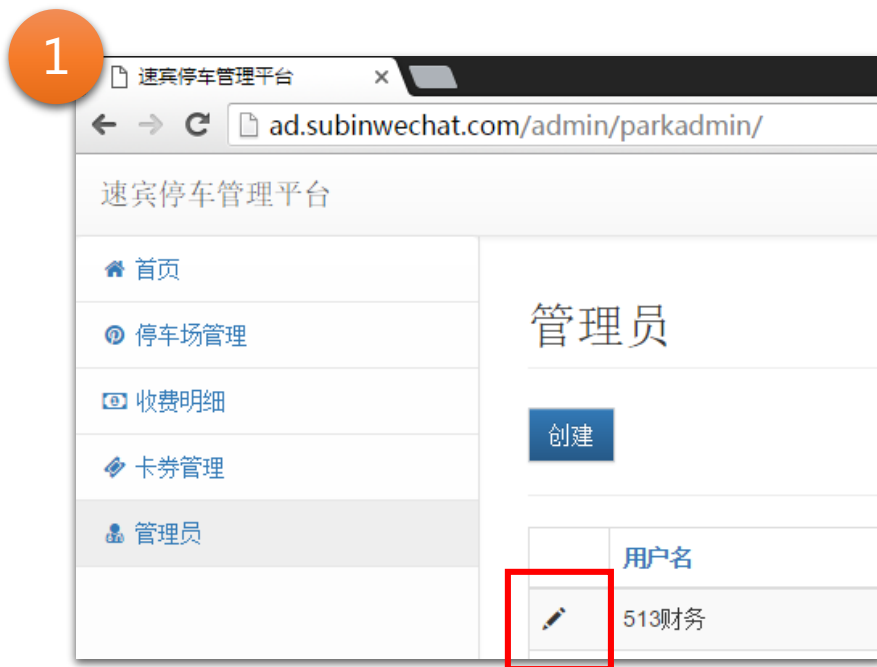 1
速宾停车管理平台
ad.subinwechat.com/admin/parkadmin/
速宾停车管理平台
首页
停车场管理
收费明细
卡券管理
管理员
管理员
创建
用户名
513财务